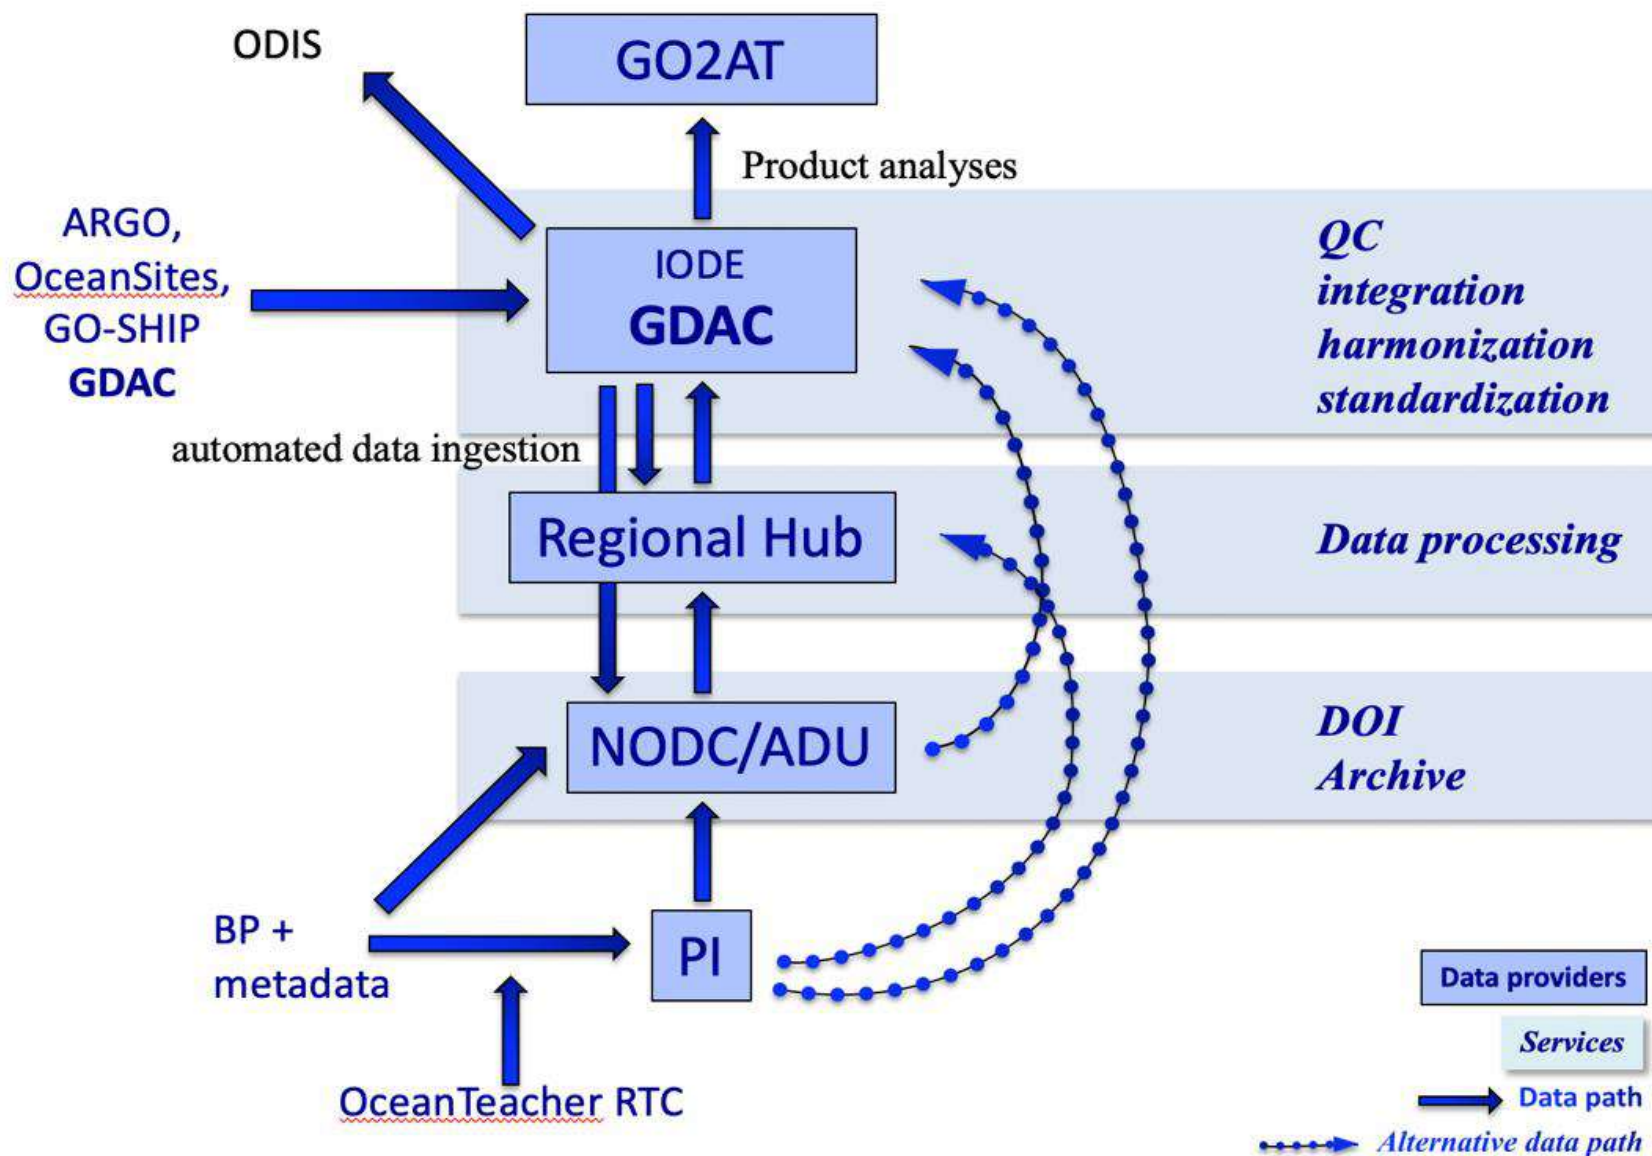 ODIS
GO2AT
Product analyses
ARGO,
OceanSites,
GO-SHIP
GDAC
IODE
GDAC
QC
integration
harmonization
standardization
automated data ingestion
Regional Hub
Data processing
NODC/ADU
DOI
Archive
BP +
metadata
PI
OceanTeacher RTC
Data providers
Services
Data path
Alternative data path